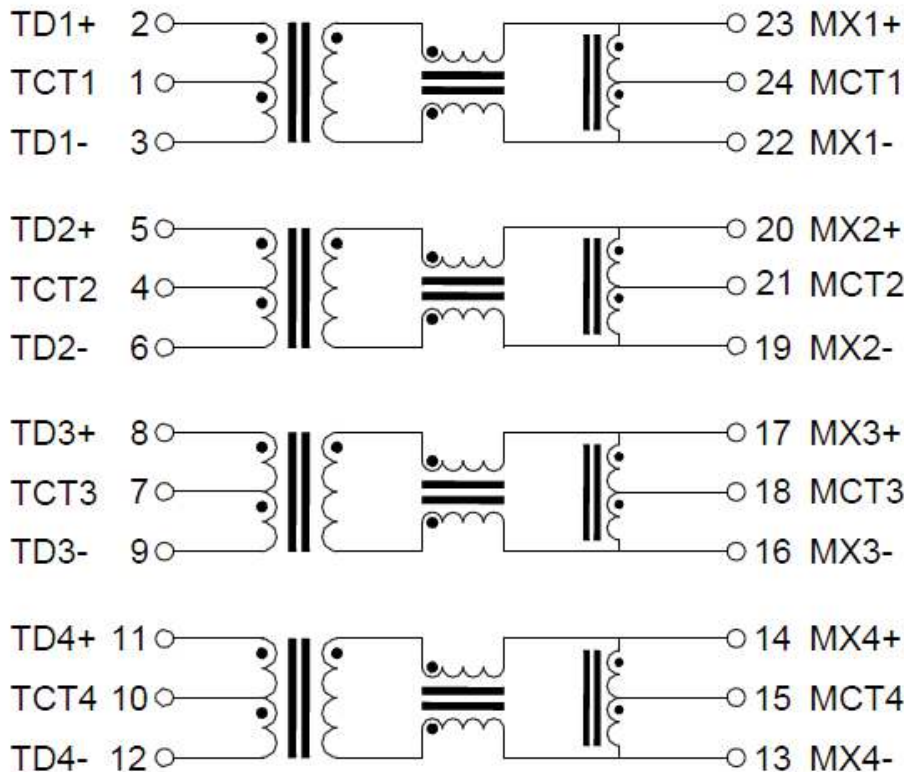 TD1+ 2 23 MX1+
TCT1 1 24 MCT1
TD1- 3 22 MX1-
TD2+ 5 20 MX2+
TCT2 4 21 MCT2
TD2- 6 19 MX2-
TD3+ 8 17 MX3+
TCT3 7 18 MCT3
TD3- 9 16 MX3-
TD4+ 11 14 MX4+
TCT4 10 15 MCT4
TD4- 12 13 MX4-